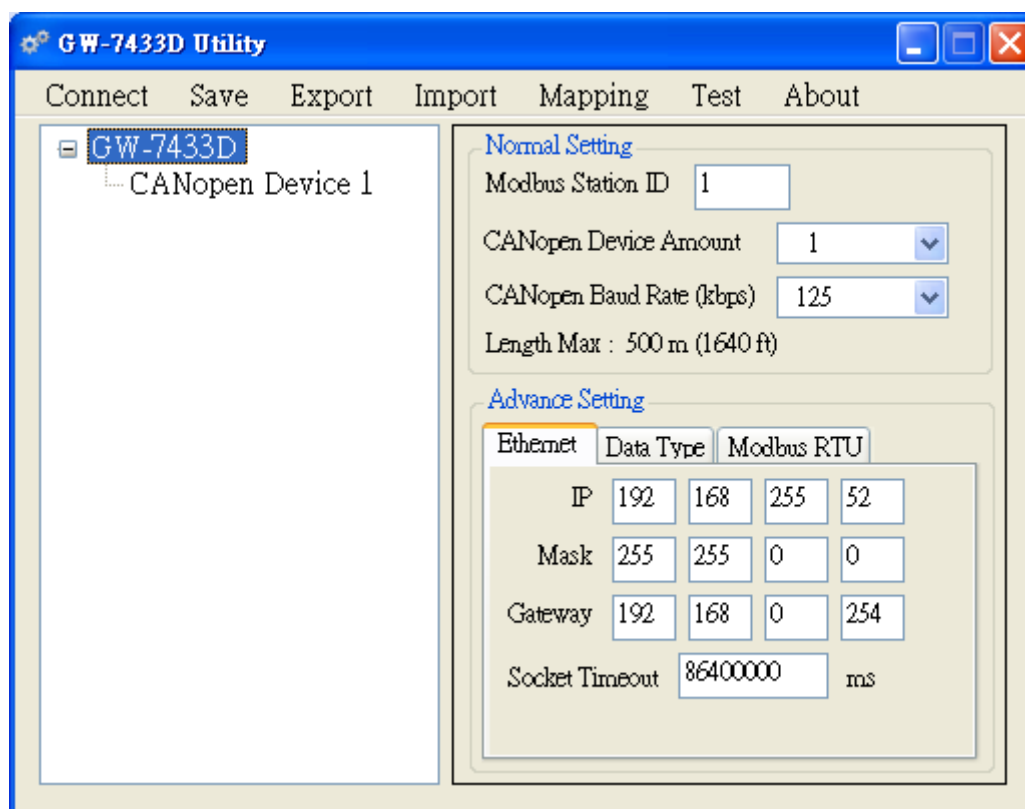 GW-7433D Utility
Connect Save Export Import Mapping Test About
GW-7433D
CANopen Device 1
Normal Setting
Modbus Station ID 1
CANopen Device Amount 1
CANopen Baud Rate (kbps) 125
Length Max : 500 m (1640 ft)
Advance Setting
Ethernet Data Type Modbus RTU
IP 192 168 255 52
Mask 255 255 0 0
Gateway 192 168 0 254
Socket Timeout 86400000 ms